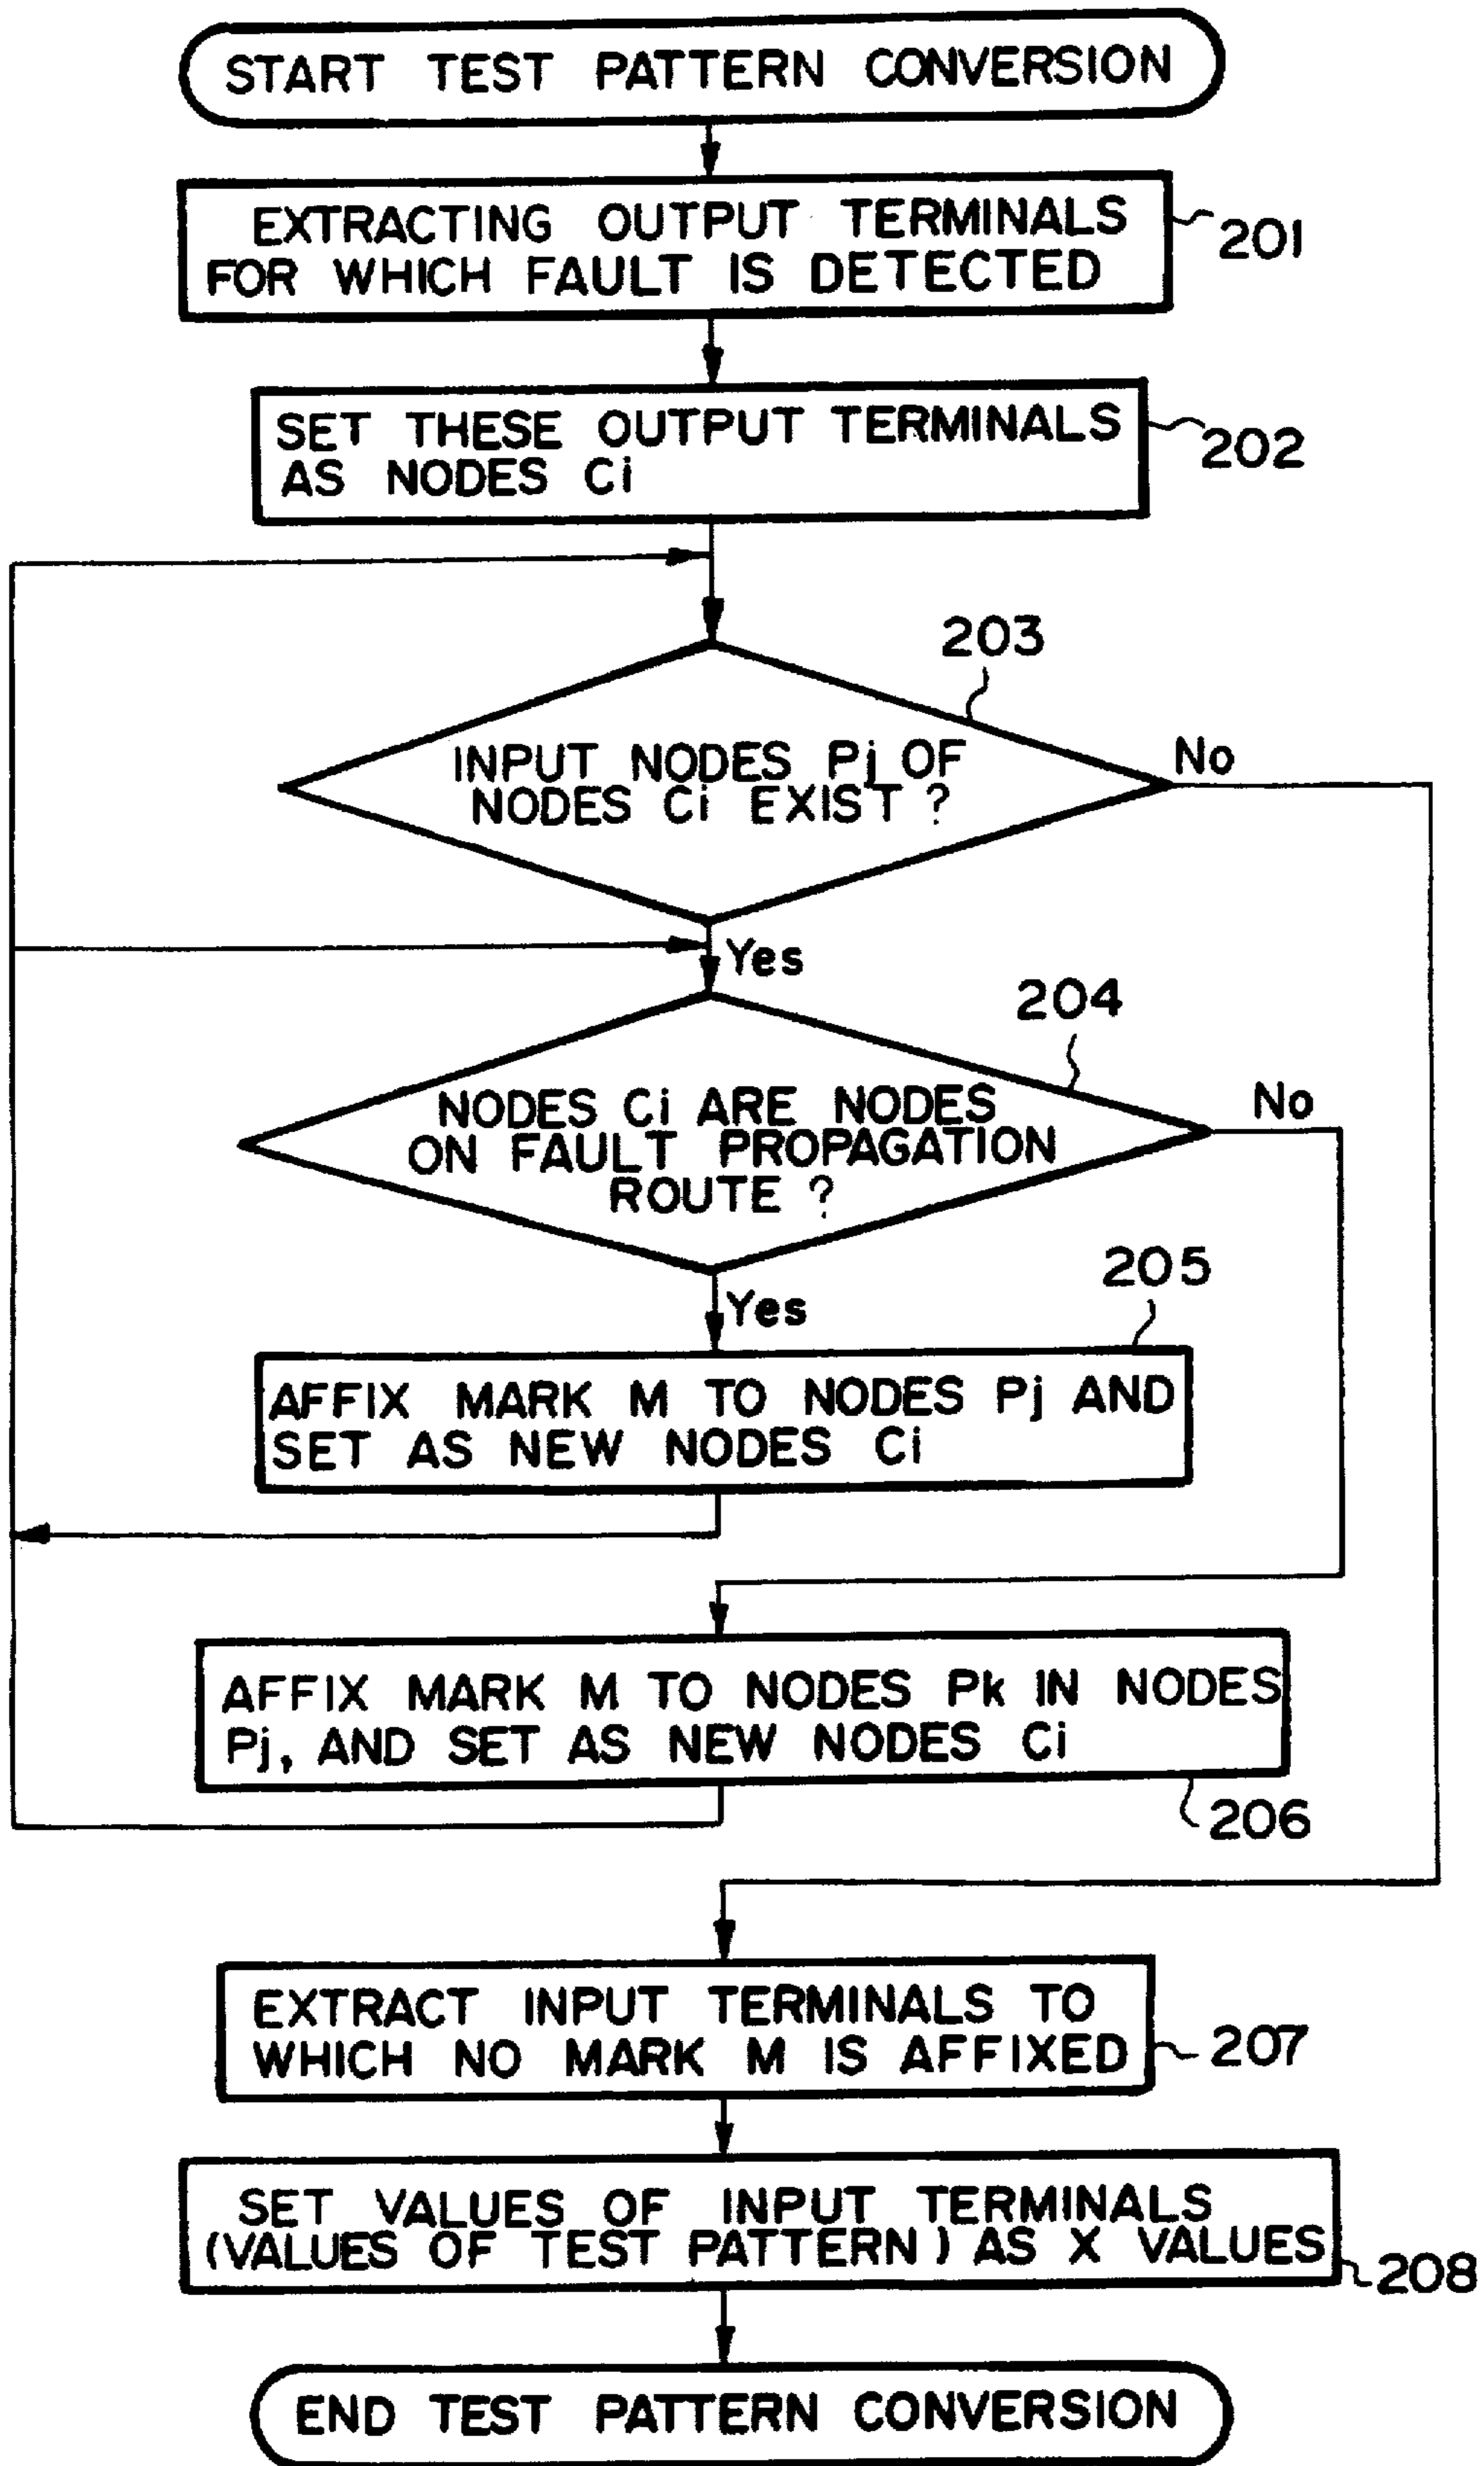 START TEST PATTERN CONVERSION
EXTRACTING OUTPUT TERMINALS
FOR WHICH FAULT IS DETECTED
201
SET THESE OUTPUT TERMINALS
AS NODES Ci
202
203
INPUT NODES Pj OF
NODES Ci EXIST ?
No
Yes
204
NODES Ci ARE NODES
ON FAULT PROPAGATION
ROUTE ?
No
Yes
205
AFFIX MARK M TO NODES Pj AND
SET AS NEW NODES Ci
AFFIX MARK M TO NODES Pk IN NODES
Pj, AND SET AS NEW NODES Ci
206
EXTRACT INPUT TERMINALS TO
WHICH NO MARK M IS AFFIXED
207
SET VALUES OF INPUT TERMINALS
(VALUES OF TEST PATTERN) AS X VALUES
208
END TEST PATTERN CONVERSION